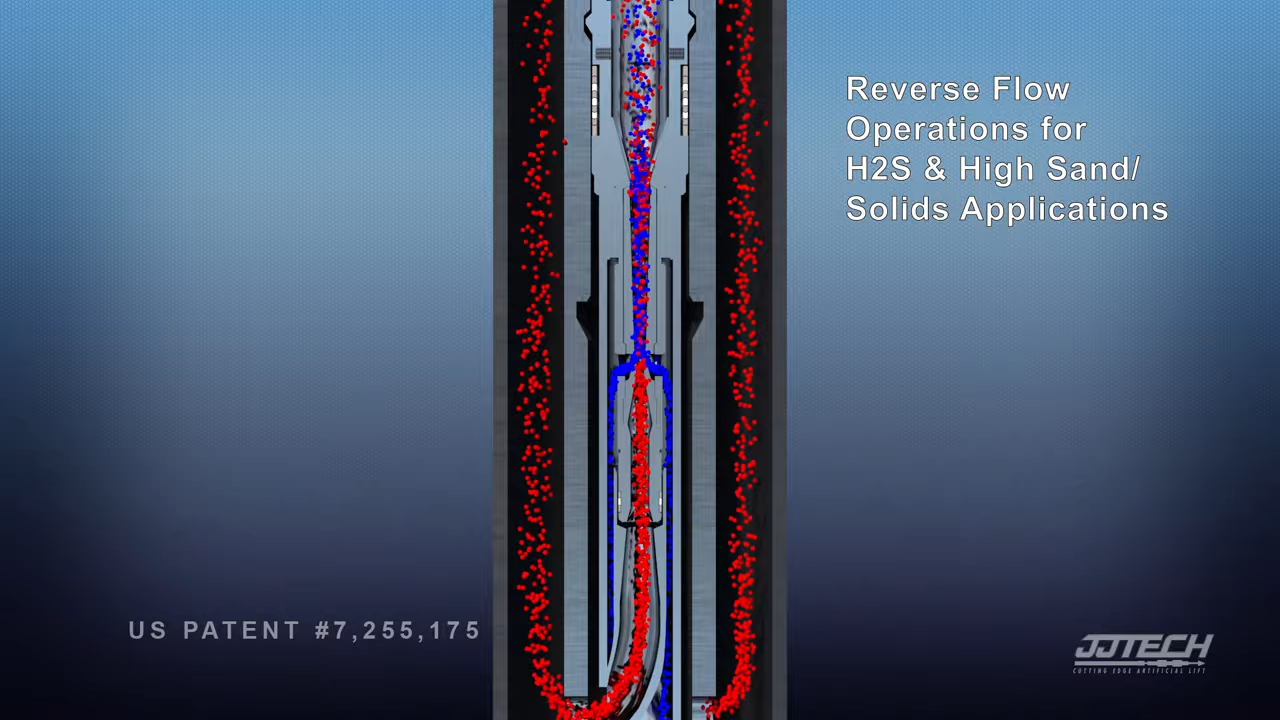 Reverse Flow
Operations for
H2S & High Sand/
Solids Applications
US PATENT #7,255,175
JJTECH
CUTTING EDGE ARTIFICIAL LIFT